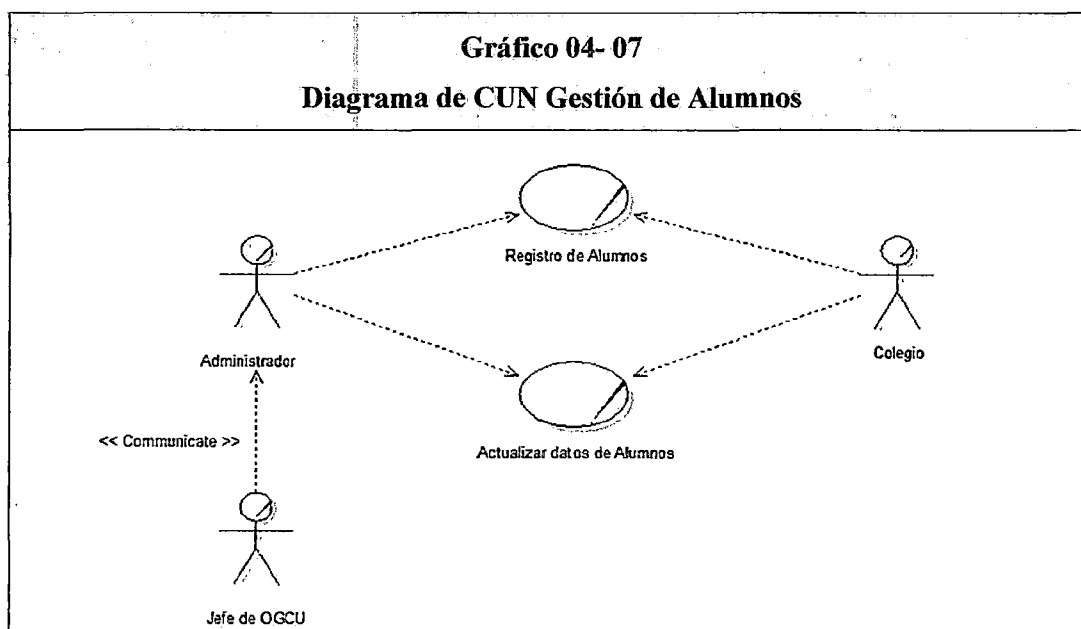 Gráfico 04- 07
Diagrama de CUN Gestión de Alumnos
Registro de Alumnos
Administrador
Colegio
<< Communicate >>
Actualizar datos de Alumnos
Jefe de OGCU